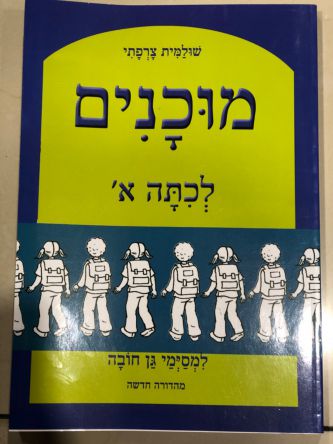 שׁוּלַמִּית צָרְפָתִי
מוּכָנִים
לְכִתָּה א'
לִמְסַיְּמֵי גַּן חוֹבָה
מהדורה חדשה